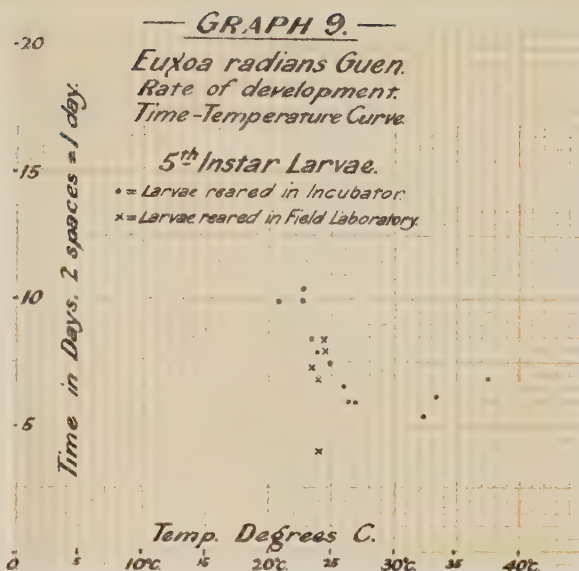 — GRAPH 9. —
Euxoa radians Guen.
Rate of development.
Time-Temperature Curve
5th Instar Larvae.
• = Larvae reared in Incubator.
x = Larvae reared in Field Laboratory.
Time in Days. 2 spaces = 1 day.
20
15
10
5
Temp. Degrees C.
0 5 10°C 15 20°C 25 30°C 35 40°C